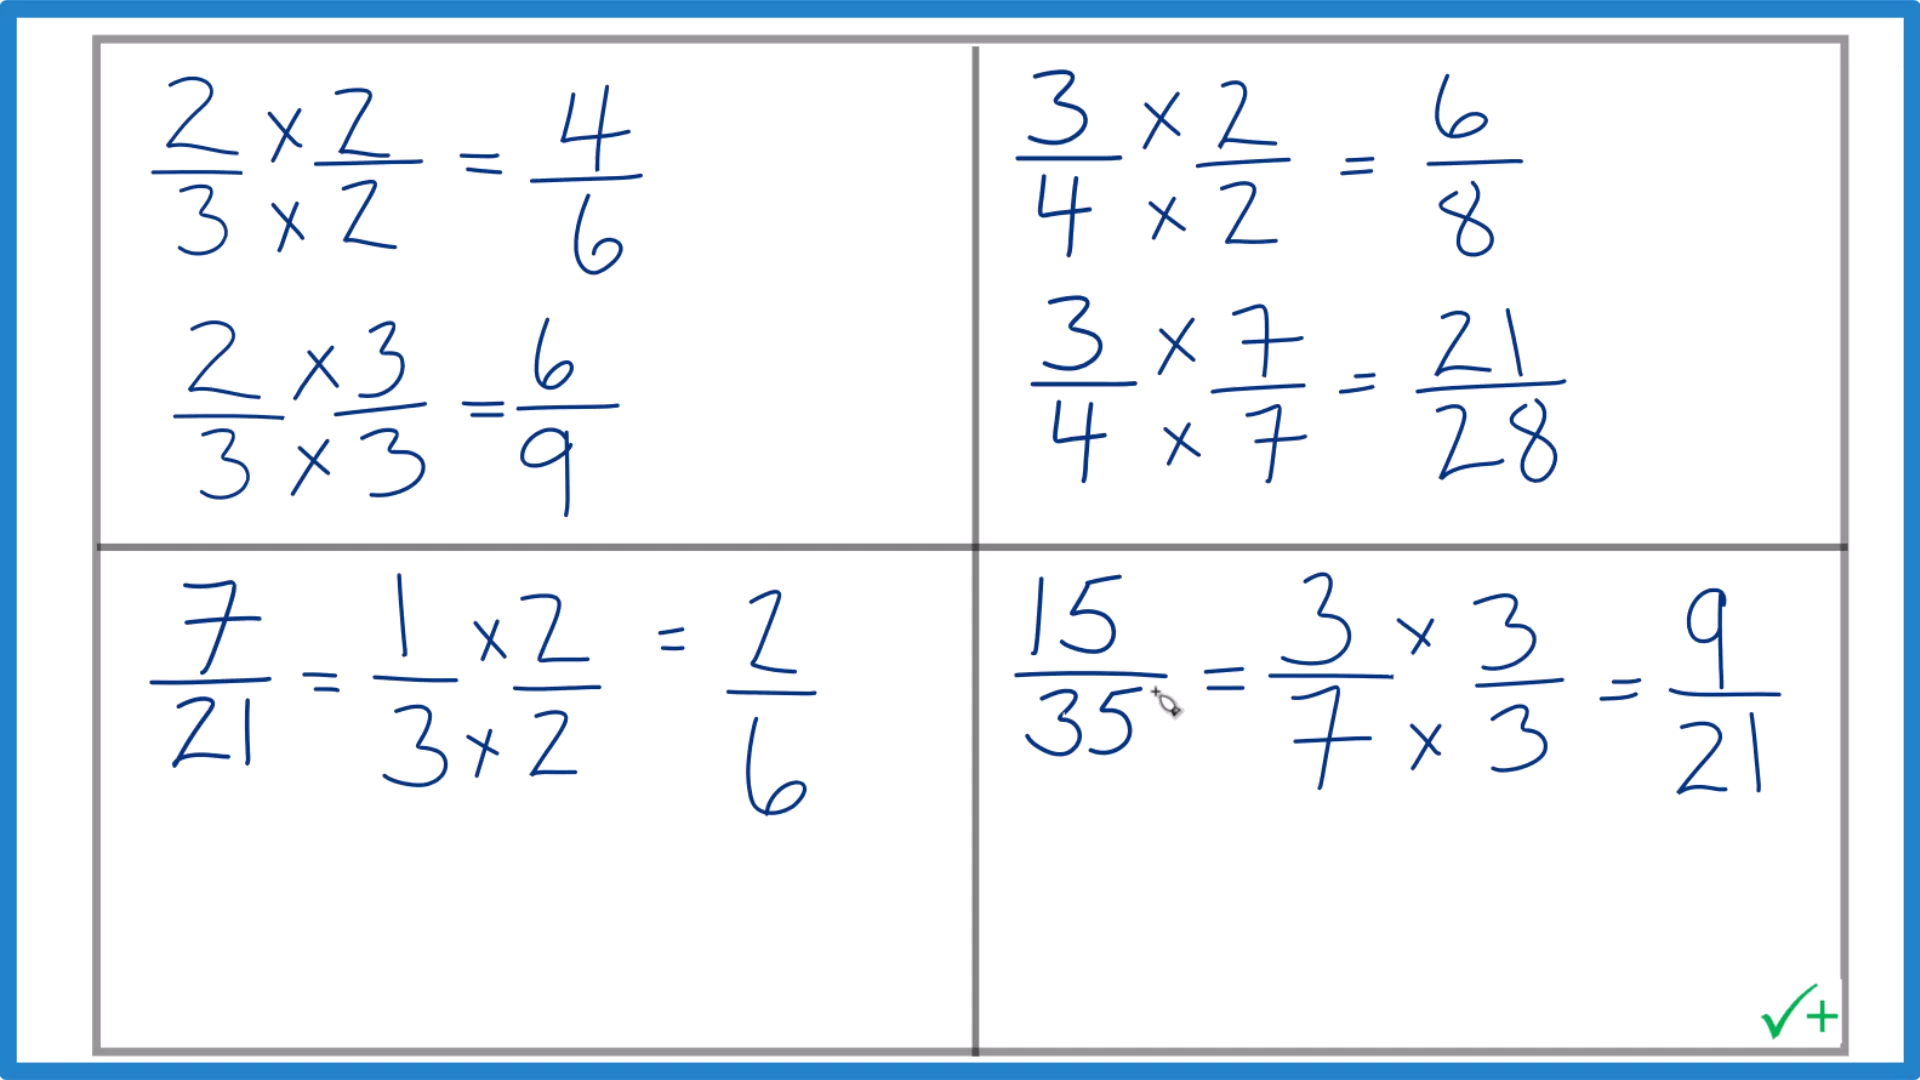 2/3 × 2/2 = 4/6
2/3 × 3/3 = 6/9
3/4 × 2/2 = 6/8
3/4 × 7/7 = 21/28
7/21 = 1/3 × 2/2 = 2/6
15/35 = 3/7 × 3/3 = 9/21
✓+